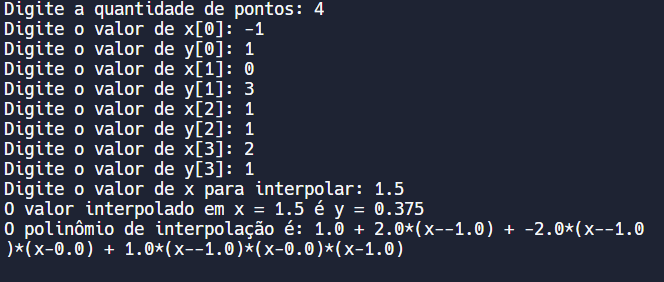 Digite a quantidade de pontos: 4
Digite o valor de x[0]: -1
Digite o valor de y[0]: 1
Digite o valor de x[1]: 0
Digite o valor de y[1]: 3
Digite o valor de x[2]: 1
Digite o valor de y[2]: 1
Digite o valor de x[3]: 2
Digite o valor de y[3]: 1
Digite o valor de x para interpolar: 1.5
O valor interpolado em x = 1.5 é y = 0.375
O polinômio de interpolação é: 1.0 + 2.0*(x--1.0) + -2.0*(x--1.0
)*(x-0.0) + 1.0*(x--1.0)*(x-0.0)*(x-1.0)